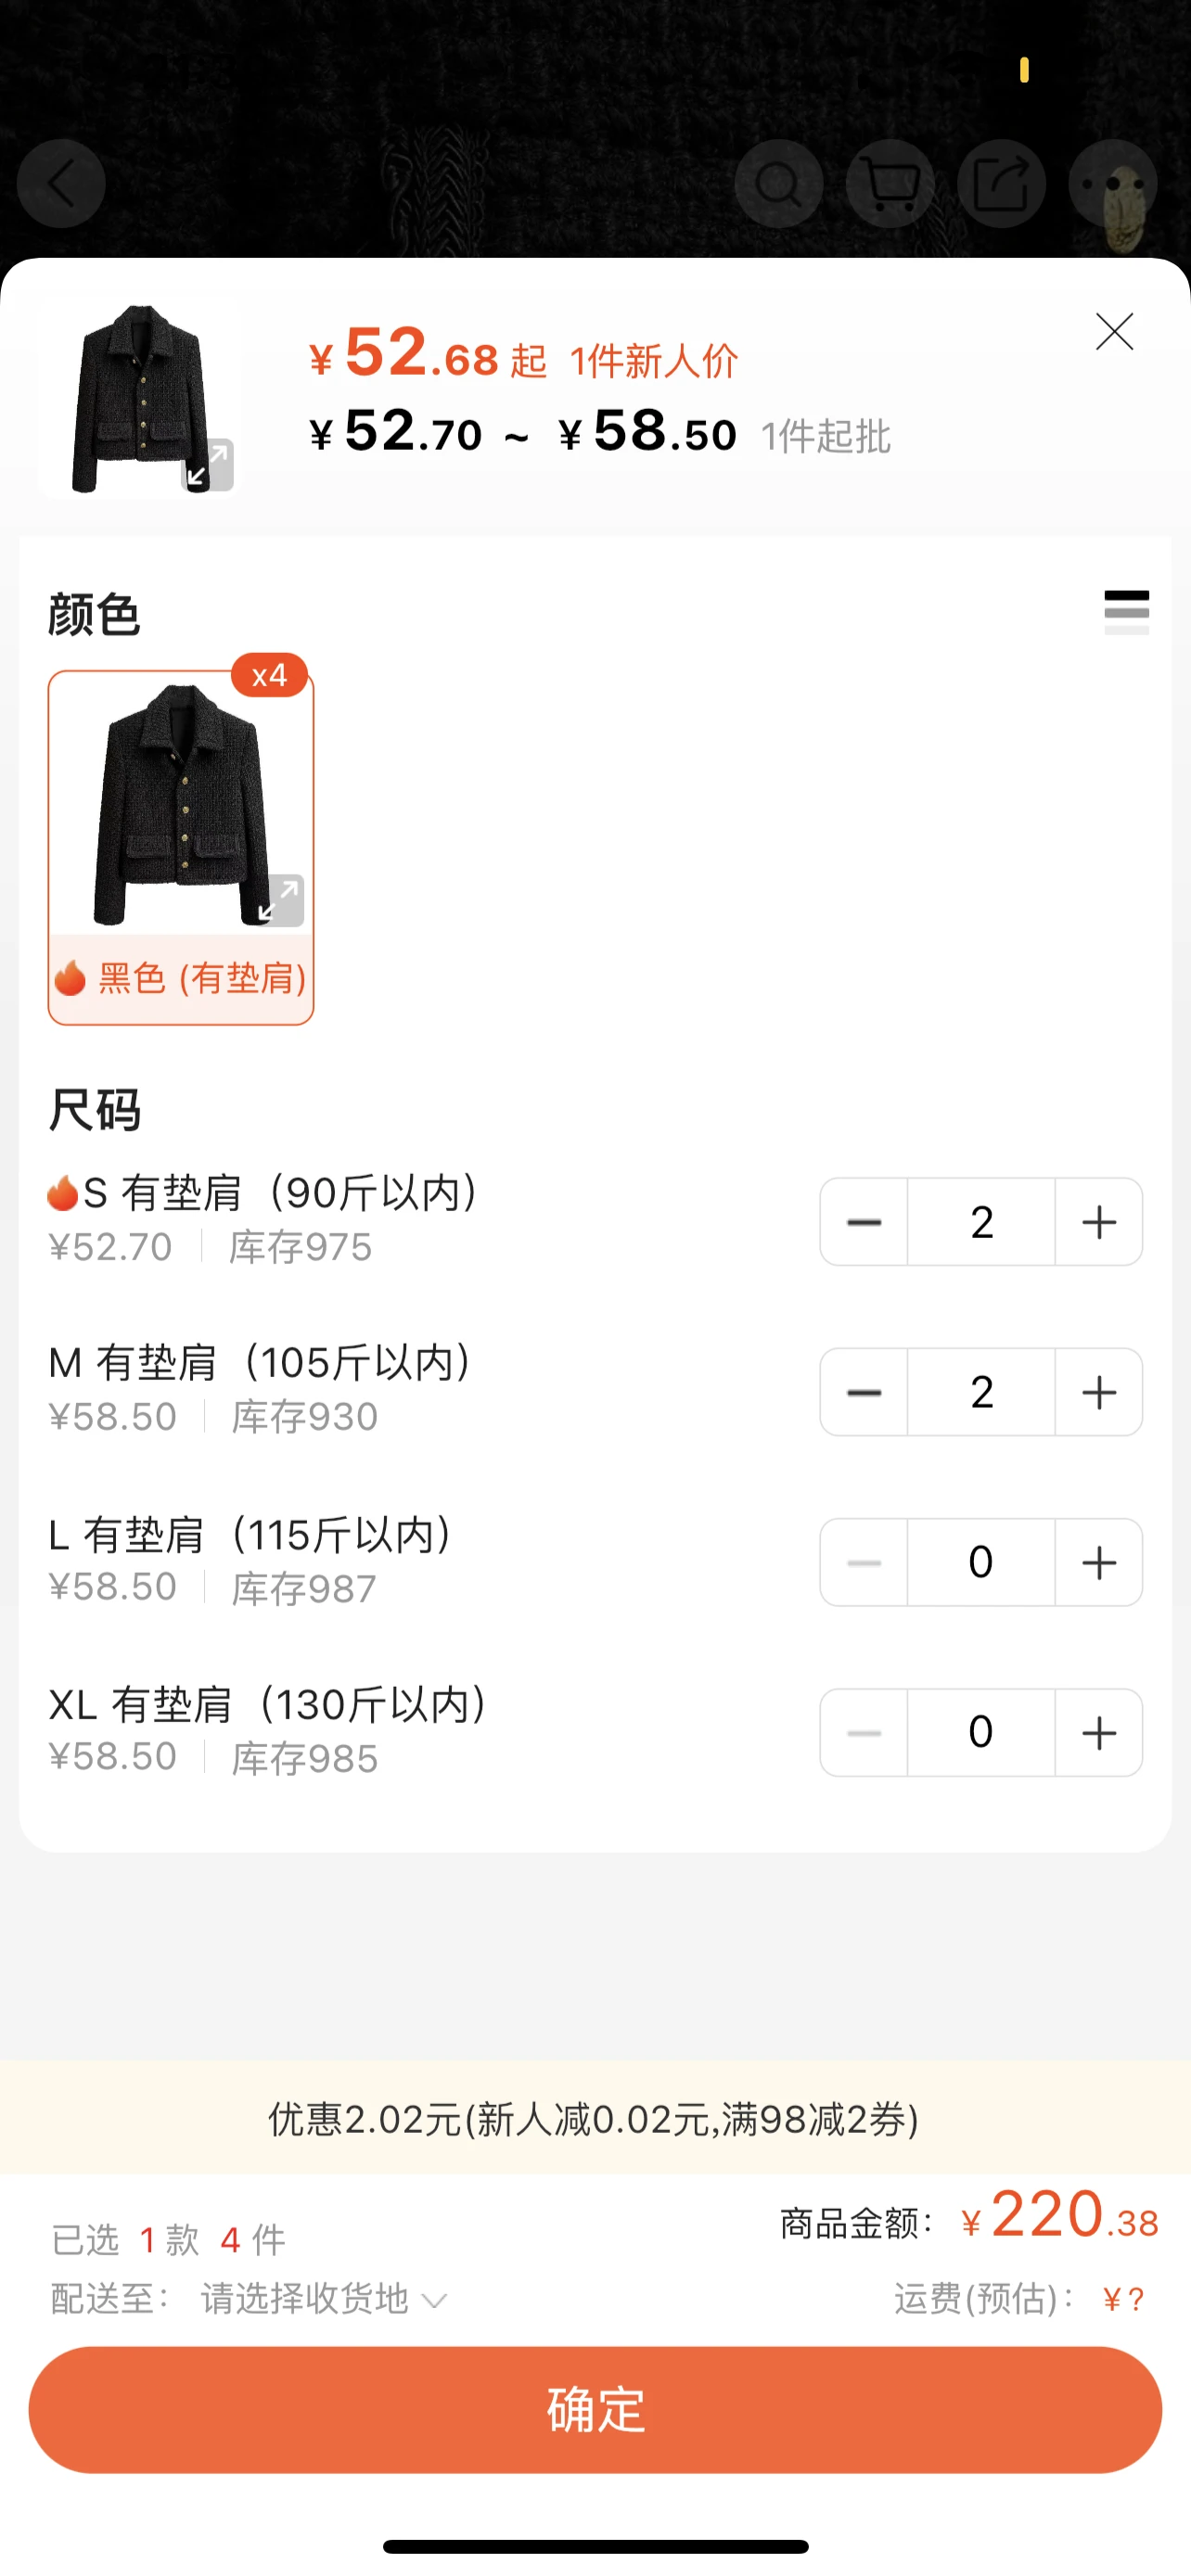 ¥52.68起 1件新人价
¥52.70 ~ ¥58.50 1件起批
颜色
x4
黑色 (有垫肩)
尺码
S 有垫肩（90斤以内）
¥52.70 库存975
2
M 有垫肩（105斤以内）
¥58.50 库存930
2
L 有垫肩（115斤以内）
¥58.50 库存987
0
XL 有垫肩（130斤以内）
¥58.50 库存985
0
优惠2.02元(新人减0.02元,满98减2券)
已选 1 款 4 件
商品金额： ¥220.38
配送至： 请选择收货地
运费(预估)： ¥?
确定